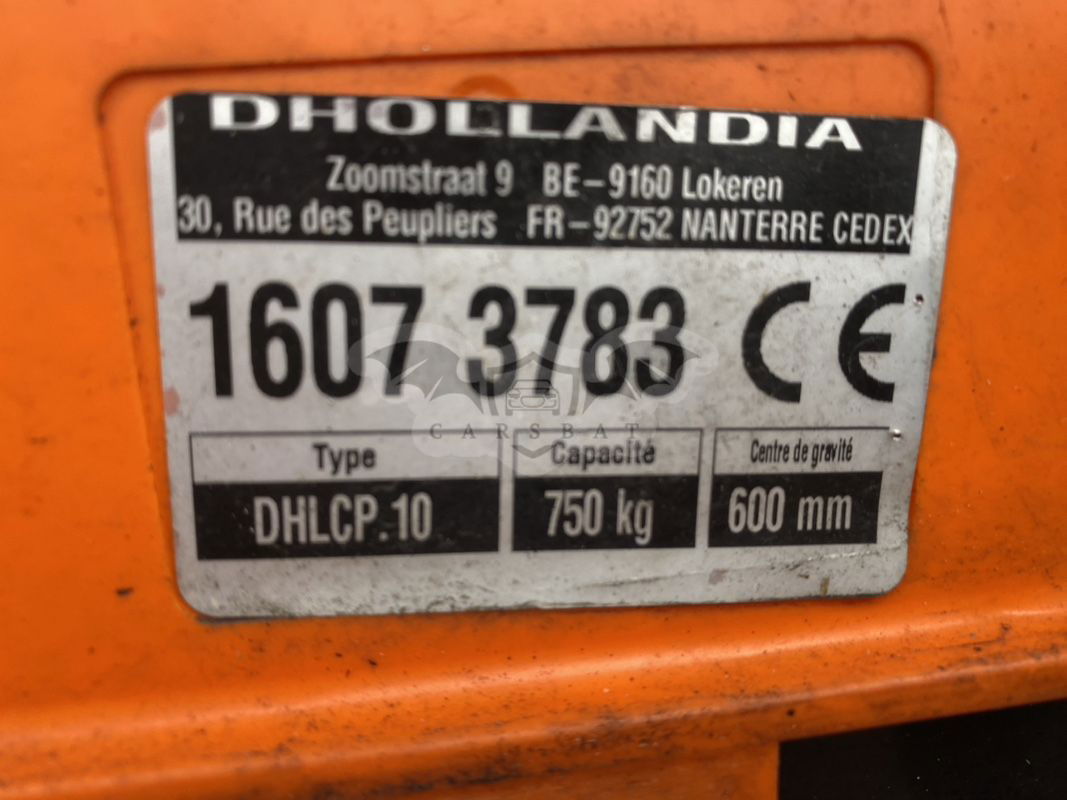 DHOLLANDIA
Zoomstraat 9 BE-9160 Lokeren
30, Rue des Peupliers FR-92752 NANTERRE CEDEX
1607 3783 CE
CARSBAT
Type Capacité Centre de gravité
DHLCP.10 750 kg 600 mm